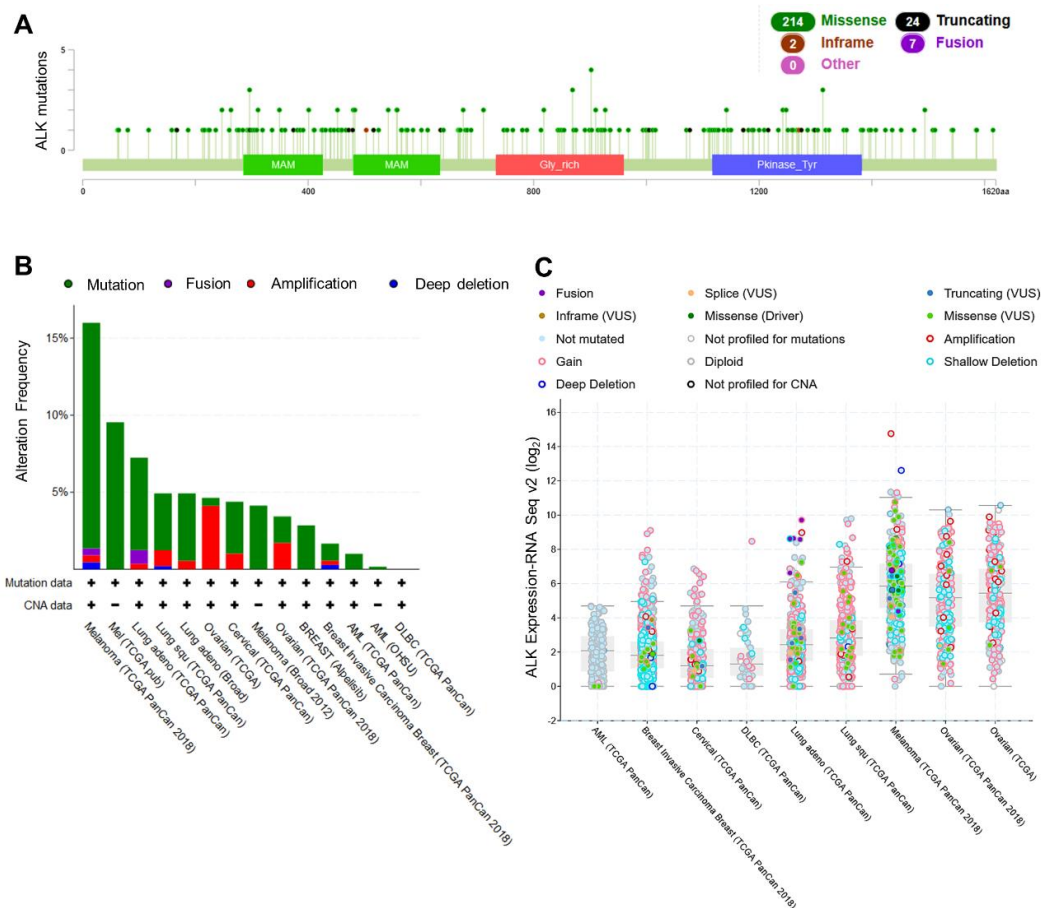 A
214 Missense 24 Truncating
2 Inframe 7 Fusion
0 Other
ALK mutations
5
0
MAM MAM Gly_rich Pkinase_Tyr
0 400 800 1200 1620aa
B
Mutation Fusion Amplification Deep deletion
Alteration Frequency
15%
10%
5%
Mutation data + + + + + + + + + + + + + +
CNA data + – + + + + + – + + + + – +
Melanoma (TCGA PanCan 2018)
Mel (TCGA pub)
Lung adeno (TCGA PanCan)
Lung squ (TCGA PanCan)
Lung adeno (Broad)
Ovarian (TCGA)
Cervical (TCGA PanCan)
Melanoma (Broad 2012)
Ovarian (TCGA PanCan 2018)
BREAST (Alpelisib)
Breast Invasive Carcinoma Breast (TCGA PanCan 2018)
AML (TCGA PanCan)
AML (OHSU)
DLBC (TCGA PanCan)
C
Fusion Splice (VUS) Truncating (VUS)
Inframe (VUS) Missense (Driver) Missense (VUS)
Not mutated Not profiled for mutations Amplification
Gain Diploid Shallow Deletion
Deep Deletion Not profiled for CNA
ALK Expression-RNA Seq v2 (log2)
16
14
12
10
8
6
4
2
0
-2
AML (TCGA PanCan)
Breast Invasive Carcinoma Breast (TCGA PanCan 2018)
Cervical (TCGA PanCan)
DLBC (TCGA PanCan)
Lung adeno (TCGA PanCan)
Lung squ (TCGA PanCan)
Melanoma (TCGA PanCan 2018)
Ovarian (TCGA PanCan 2018)
Ovarian (TCGA)